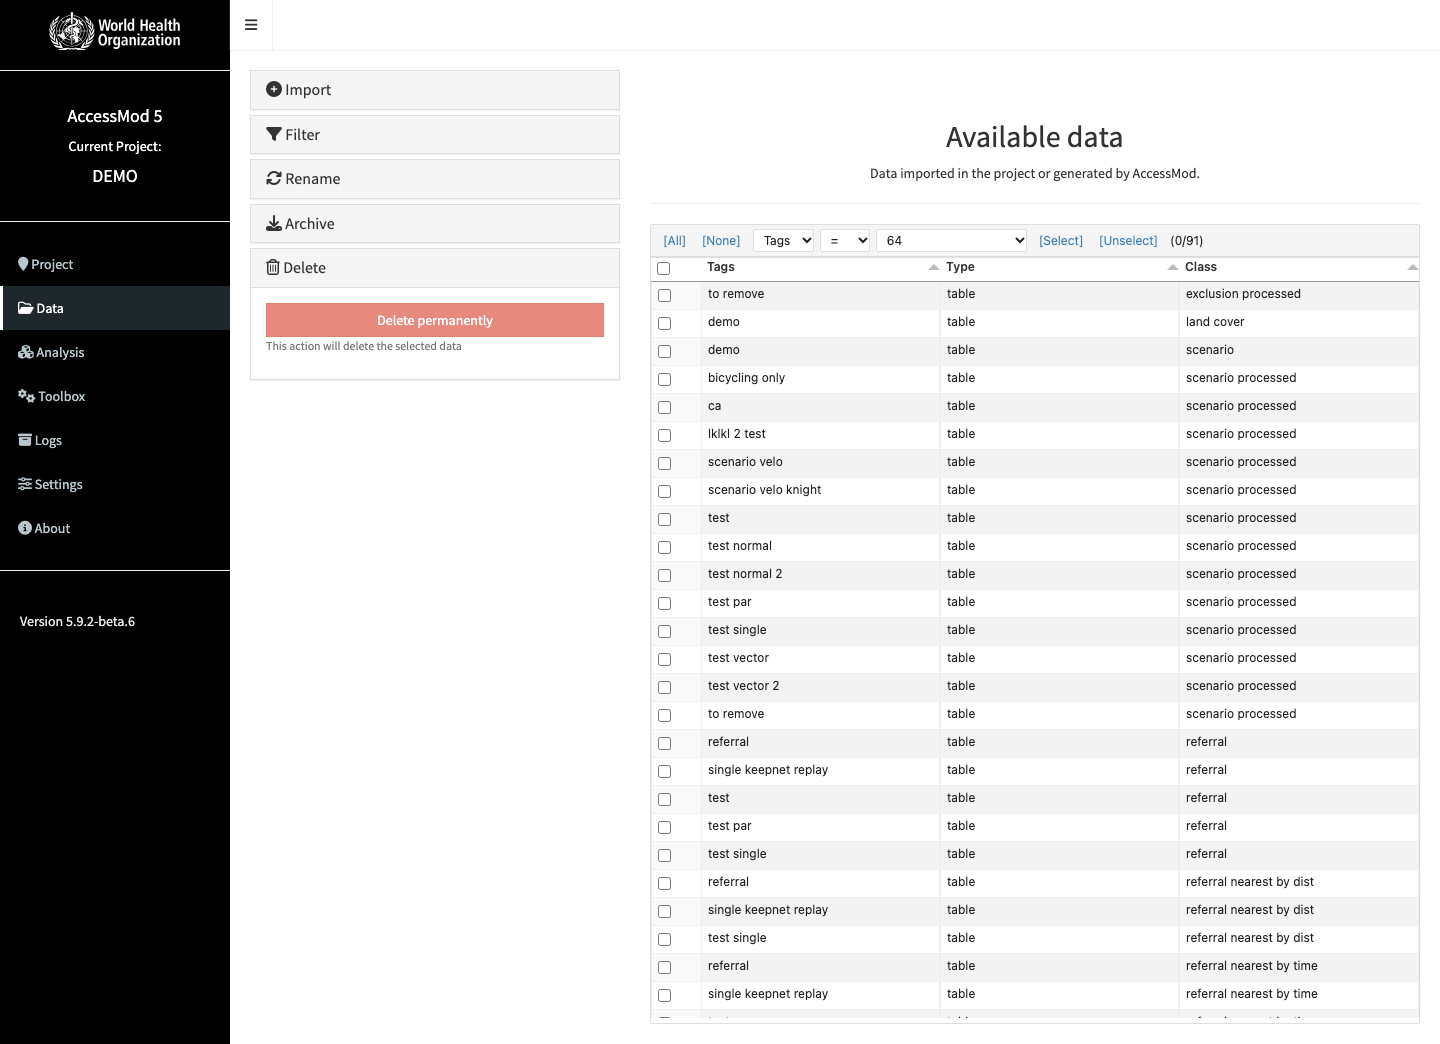 World Health
Organization
AccessMod 5
Current Project:
DEMO
Project
Data
Analysis
Toolbox
Logs
Settings
About
Version 5.9.2-beta.6
Import
Filter
Rename
Archive
Delete
Delete permanently
This action will delete the selected data
Available data
Data imported in the project or generated by AccessMod.
[All] [None] Tags = 64 [Select] [Unselect] (0/91)
Tags Type Class
to remove table exclusion processed
demo table land cover
demo table scenario
bicycling only table scenario processed
ca table scenario processed
lklkl 2 test table scenario processed
scenario velo table scenario processed
scenario velo knight table scenario processed
test table scenario processed
test normal table scenario processed
test normal 2 table scenario processed
test par table scenario processed
test single table scenario processed
test vector table scenario processed
test vector 2 table scenario processed
to remove table scenario processed
referral table referral
single keepnet replay table referral
test table referral
test par table referral
test single table referral
referral table referral nearest by dist
single keepnet replay table referral nearest by dist
test single table referral nearest by dist
referral table referral nearest by time
single keepnet replay table referral nearest by time